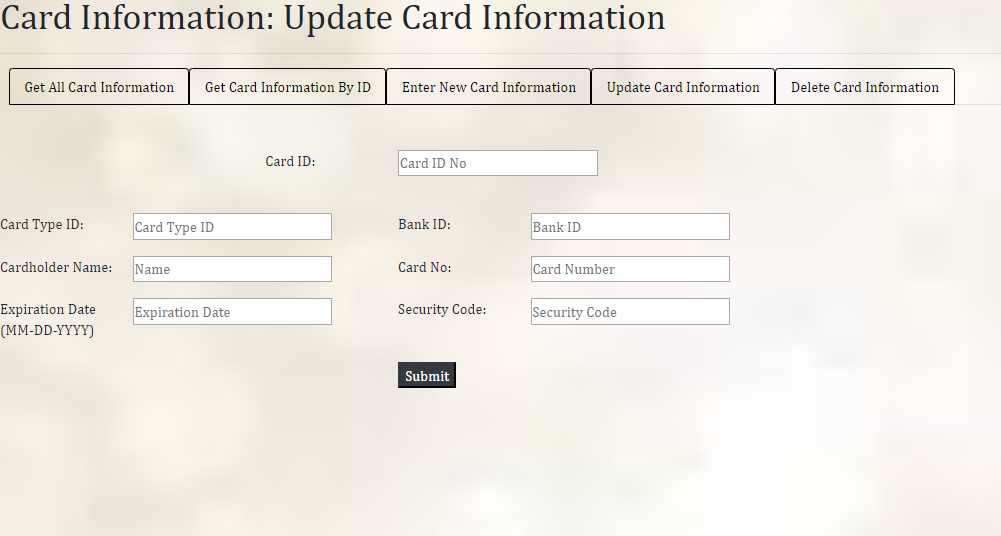 Card Information: Update Card Information
Get All Card Information Get Card Information By ID Enter New Card Information Update Card Information Delete Card Information
Card ID: Card ID No
Card Type ID: Card Type ID Bank ID: Bank ID
Cardholder Name: Name Card No: Card Number
Expiration Date Expiration Date Security Code: Security Code
(MM-DD-YYYY)
Submit